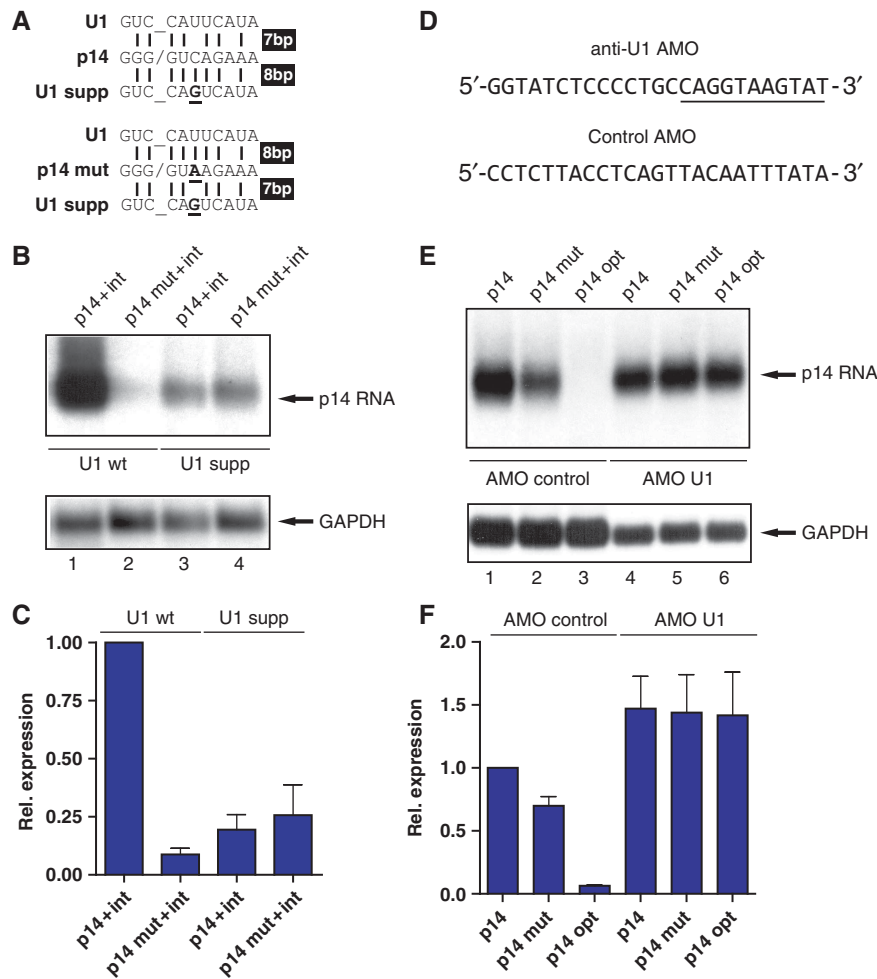 A
U1 GUC_CAUUCAUA
7bp
p14 GGG/GUCAGAAA
8bp
U1 supp GUC_CAGUCAUA
U1 GUC_CAUUCAUA
8bp
p14 mut GGG/GUAAGAAA
7bp
U1 supp GUC_CAGUCAUA
B
p14+int p14 mut+int p14+int p14 mut+int
p14 RNA
U1 wt U1 supp
GAPDH
1 2 3 4
C
U1 wt U1 supp
Rel. expression
1.00
0.75
0.50
0.25
0.00
p14+int p14 mut+int p14+int p14 mut+int
D
anti-U1 AMO
5′-GGTATCTCCCCTGCCAGGTAAGTAT-3′
Control AMO
5′-CCTCTTACCTCAGTTACAATTTATA-3′
E
p14 p14 mut p14 opt p14 p14 mut p14 opt
p14 RNA
AMO control AMO U1
GAPDH
1 2 3 4 5 6
F
AMO control AMO U1
Rel. expression
2.0
1.5
1.0
0.5
0.0
p14 p14 mut p14 opt p14 p14 mut p14 opt